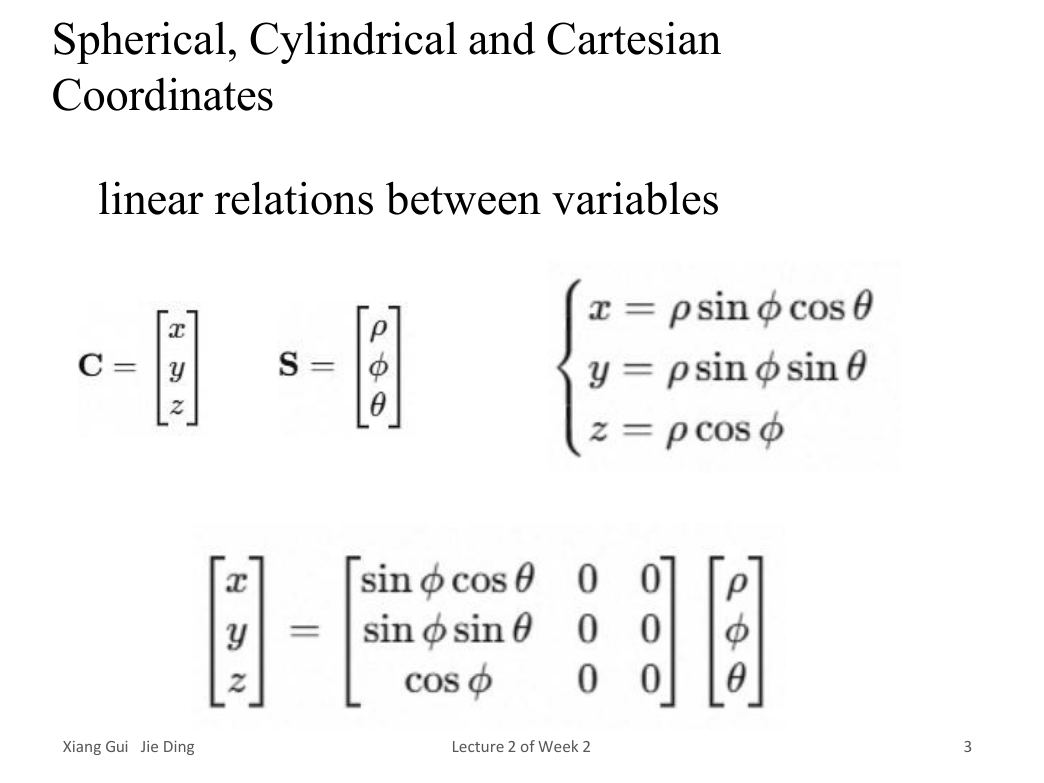 Spherical, Cylindrical and Cartesian
Coordinates
linear relations between variables
C = [x y z]
S = [ρ ϕ θ]
x = ρ sin ϕ cos θ
y = ρ sin ϕ sin θ
z = ρ cos ϕ
[x] [sin ϕ cos θ 0 0] [ρ]
[y] = [sin ϕ sin θ 0 0] [ϕ]
[z] [cos ϕ 0 0] [θ]
Xiang Gui Jie Ding
Lecture 2 of Week 2
3